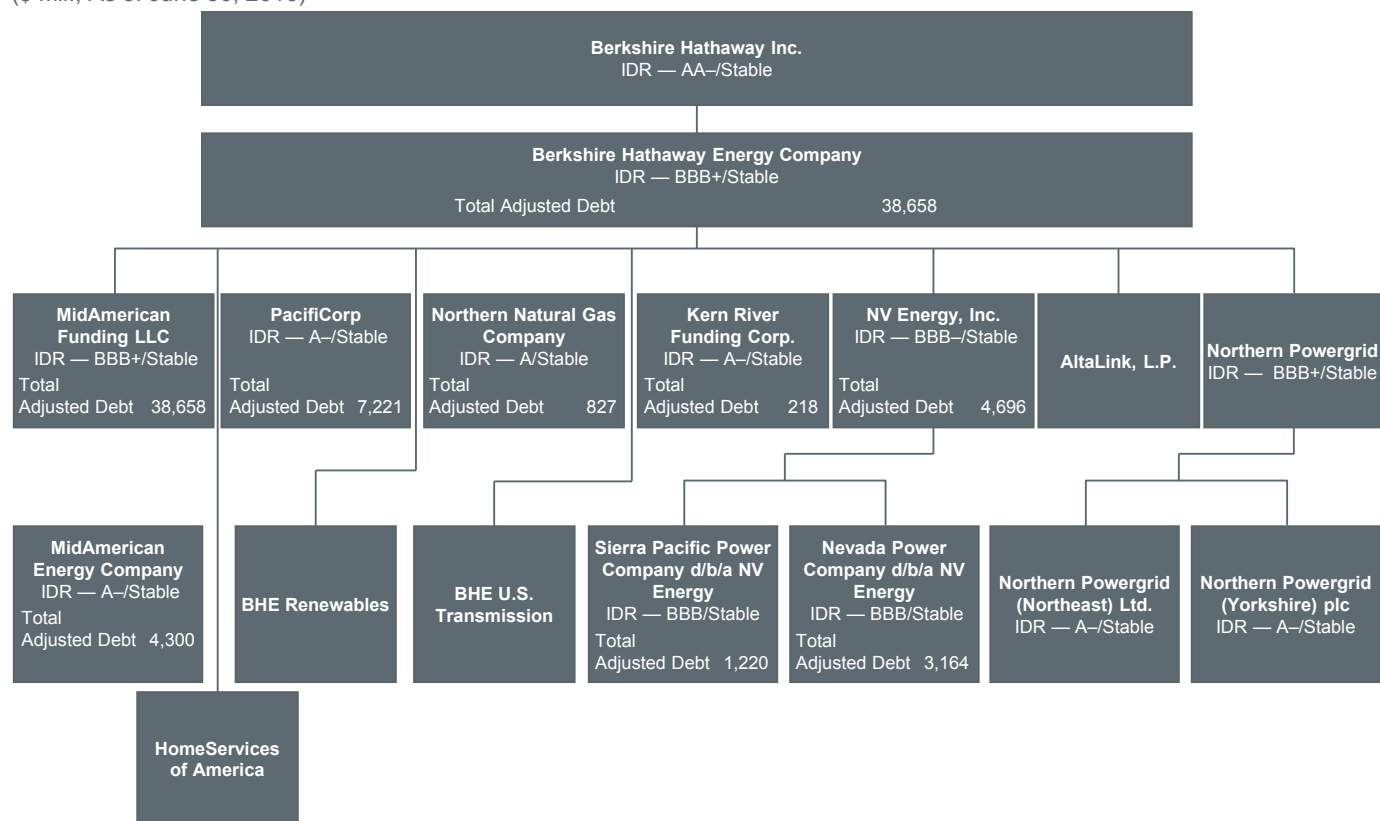 Berkshire Hathaway Inc.
IDR — AA–/Stable
Berkshire Hathaway Energy Company
IDR — BBB+/Stable
Total Adjusted Debt 38,658
MidAmerican
Funding LLC
IDR — BBB+/Stable
Total
Adjusted Debt 38,658
PacifiCorp
IDR — A–/Stable
Total
Adjusted Debt 7,221
Northern Natural Gas
Company
IDR — A/Stable
Total
Adjusted Debt 827
Kern River
Funding Corp.
IDR — A–/Stable
Total
Adjusted Debt 218
NV Energy, Inc.
IDR — BBB–/Stable
Total
Adjusted Debt 4,696
AltaLink, L.P.
Northern Powergrid
IDR — BBB+/Stable
MidAmerican
Energy Company
IDR — A–/Stable
Total
Adjusted Debt 4,300
BHE Renewables
BHE U.S.
Transmission
Sierra Pacific Power
Company d/b/a NV
Energy
IDR — BBB/Stable
Total
Adjusted Debt 1,220
Nevada Power
Company d/b/a NV
Energy
IDR — BBB/Stable
Total
Adjusted Debt 3,164
Northern Powergrid
(Northeast) Ltd.
IDR — A–/Stable
Northern Powergrid
(Yorkshire) plc
IDR — A–/Stable
HomeServices
of America